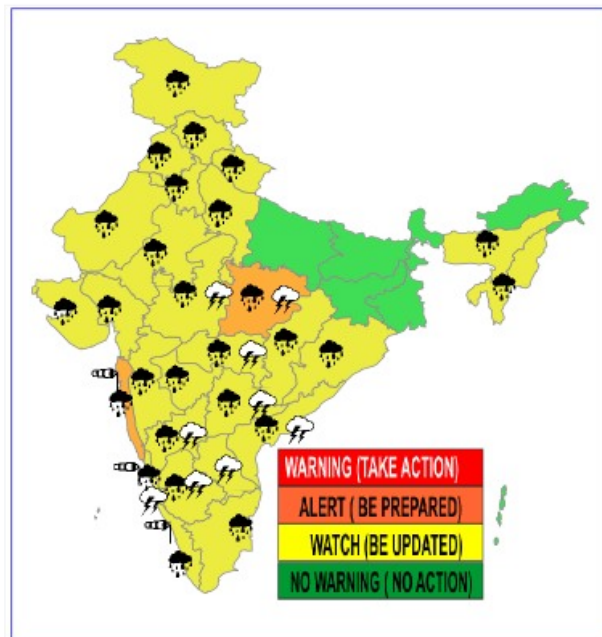 WARNING (TAKE ACTION)
ALERT ( BE PREPARED)
WATCH (BE UPDATED)
NO WARNING ( NO ACTION)